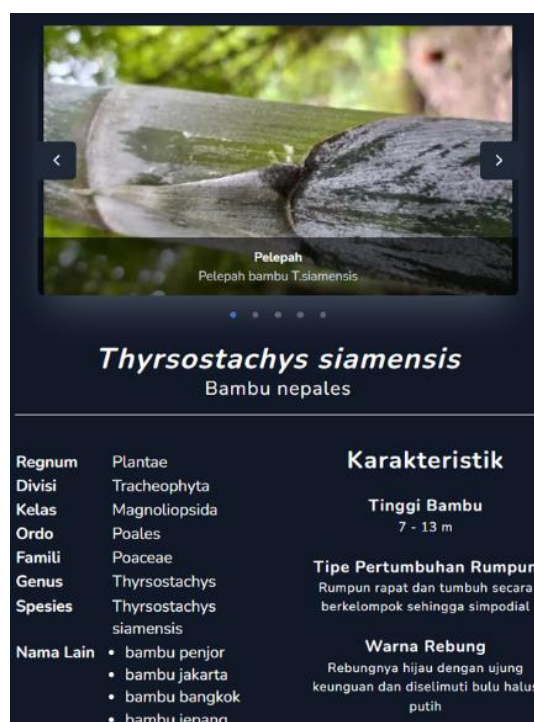 Pelepah
Pelepah bambu T.siamensis
Thyrsostachys siamensis
Bambu nepales
Regnum Plantae
Divisi Tracheophyta
Kelas Magnoliopsida
Ordo Poales
Famili Poaceae
Genus Thyrsostachys
Spesies Thyrsostachys
siamensis
Nama Lain • bambu penjor
• bambu jakarta
• bambu bangkok
• bambu jepang
Karakteristik
Tinggi Bambu
7 - 13 m
Tipe Pertumbuhan Rumpun
Rumpun rapat dan tumbuh secara
berkelompok sehingga simpodial
Warna Rebung
Rebungnya hijau dengan ujung
keunguan dan diselimuti bulu halus
putih